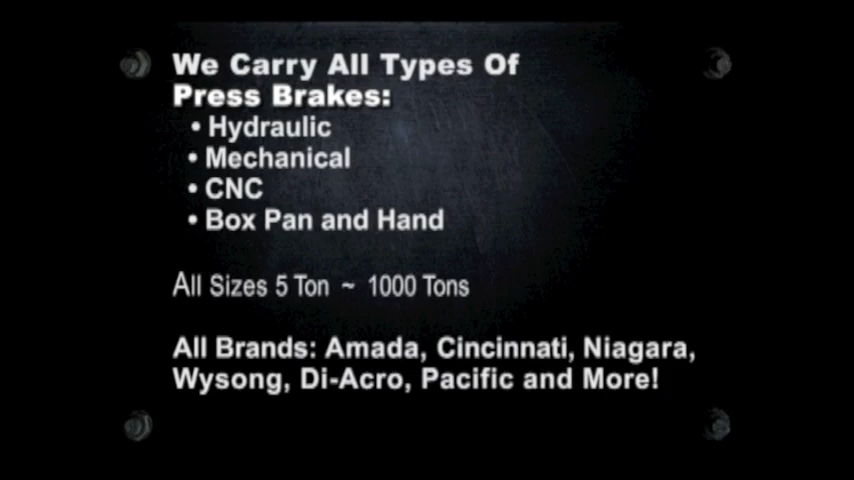 We Carry All Types Of
Press Brakes:
• Hydraulic
• Mechanical
• CNC
• Box Pan and Hand
All Sizes 5 Ton ~ 1000 Tons
All Brands: Amada, Cincinnati, Niagara,
Wysong, Di-Acro, Pacific and More!